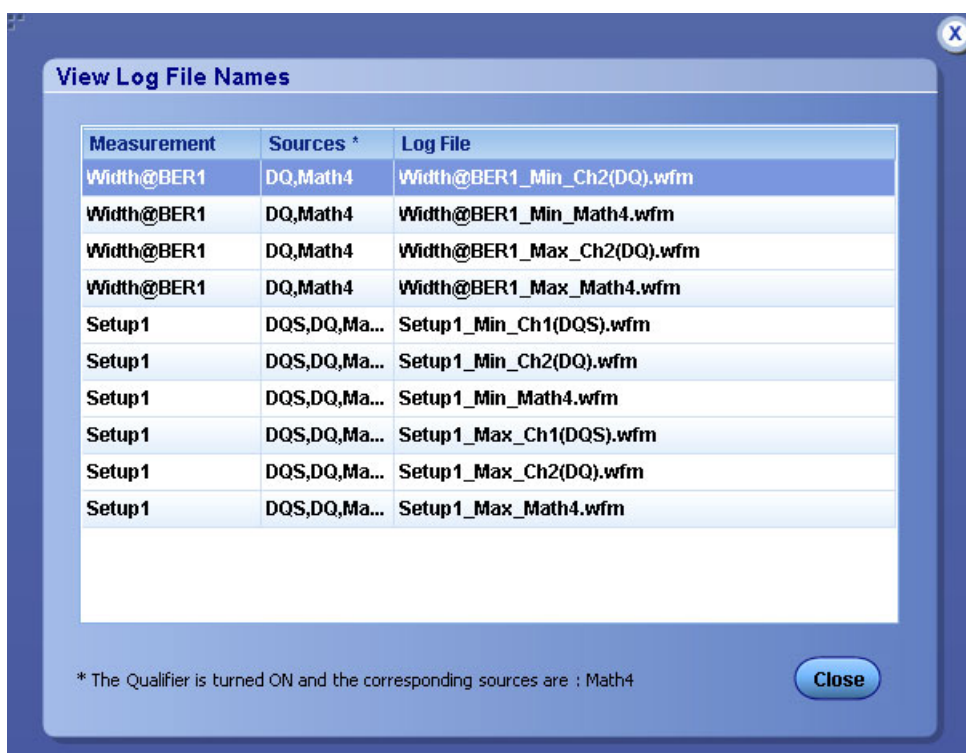 X
View Log File Names
Measurement Sources * Log File
Width@BER1 DQ,Math4 Width@BER1_Min_Ch2(DQ).wfm
Width@BER1 DQ,Math4 Width@BER1_Min_Math4.wfm
Width@BER1 DQ,Math4 Width@BER1_Max_Ch2(DQ).wfm
Width@BER1 DQ,Math4 Width@BER1_Max_Math4.wfm
Setup1 DQS,DQ,Ma... Setup1_Min_Ch1(DQS).wfm
Setup1 DQS,DQ,Ma... Setup1_Min_Ch2(DQ).wfm
Setup1 DQS,DQ,Ma... Setup1_Min_Math4.wfm
Setup1 DQS,DQ,Ma... Setup1_Max_Ch1(DQS).wfm
Setup1 DQS,DQ,Ma... Setup1_Max_Ch2(DQ).wfm
Setup1 DQS,DQ,Ma... Setup1_Max_Math4.wfm
* The Qualifier is turned ON and the corresponding sources are : Math4
Close